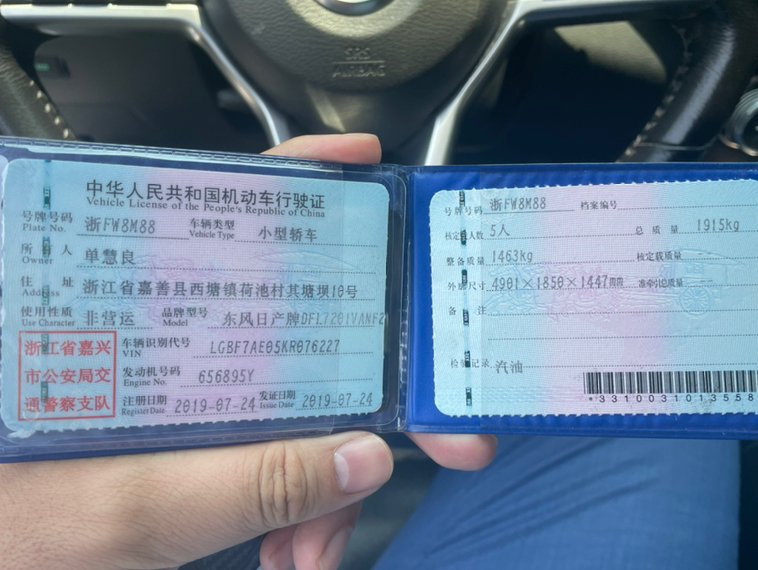 SRS
AIRBAG
中华人民共和国机动车行驶证
Vehicle License of the People's Republic of China
号牌号码 浙FW8M88 车辆类型 小型轿车
Plate No. Vehicle Type
所有人 单慧良
Owner
住址 浙江省嘉善县西塘镇荷池村其塘坝10号
Address
使用性质 非营运 品牌型号 东风日产牌DFL7201VANF2
Use Character Model
浙江省嘉兴
市公安局交
通警察支队
车辆识别代号 LGBF7AE05KR076227
VIN
发动机号码 656895Y
Engine No.
注册日期 2019-07-24 发证日期 2019-07-24
Register Date Issue Date
号牌号码 浙FW8M88 档案编号
核定载人数 5人 总质量 1915kg
整备质量 1463kg 核定载质量 --
外廓尺寸 4901×1850×1447mm 准牵引总质量 --
备注
检验记录 汽油
*3310031013558